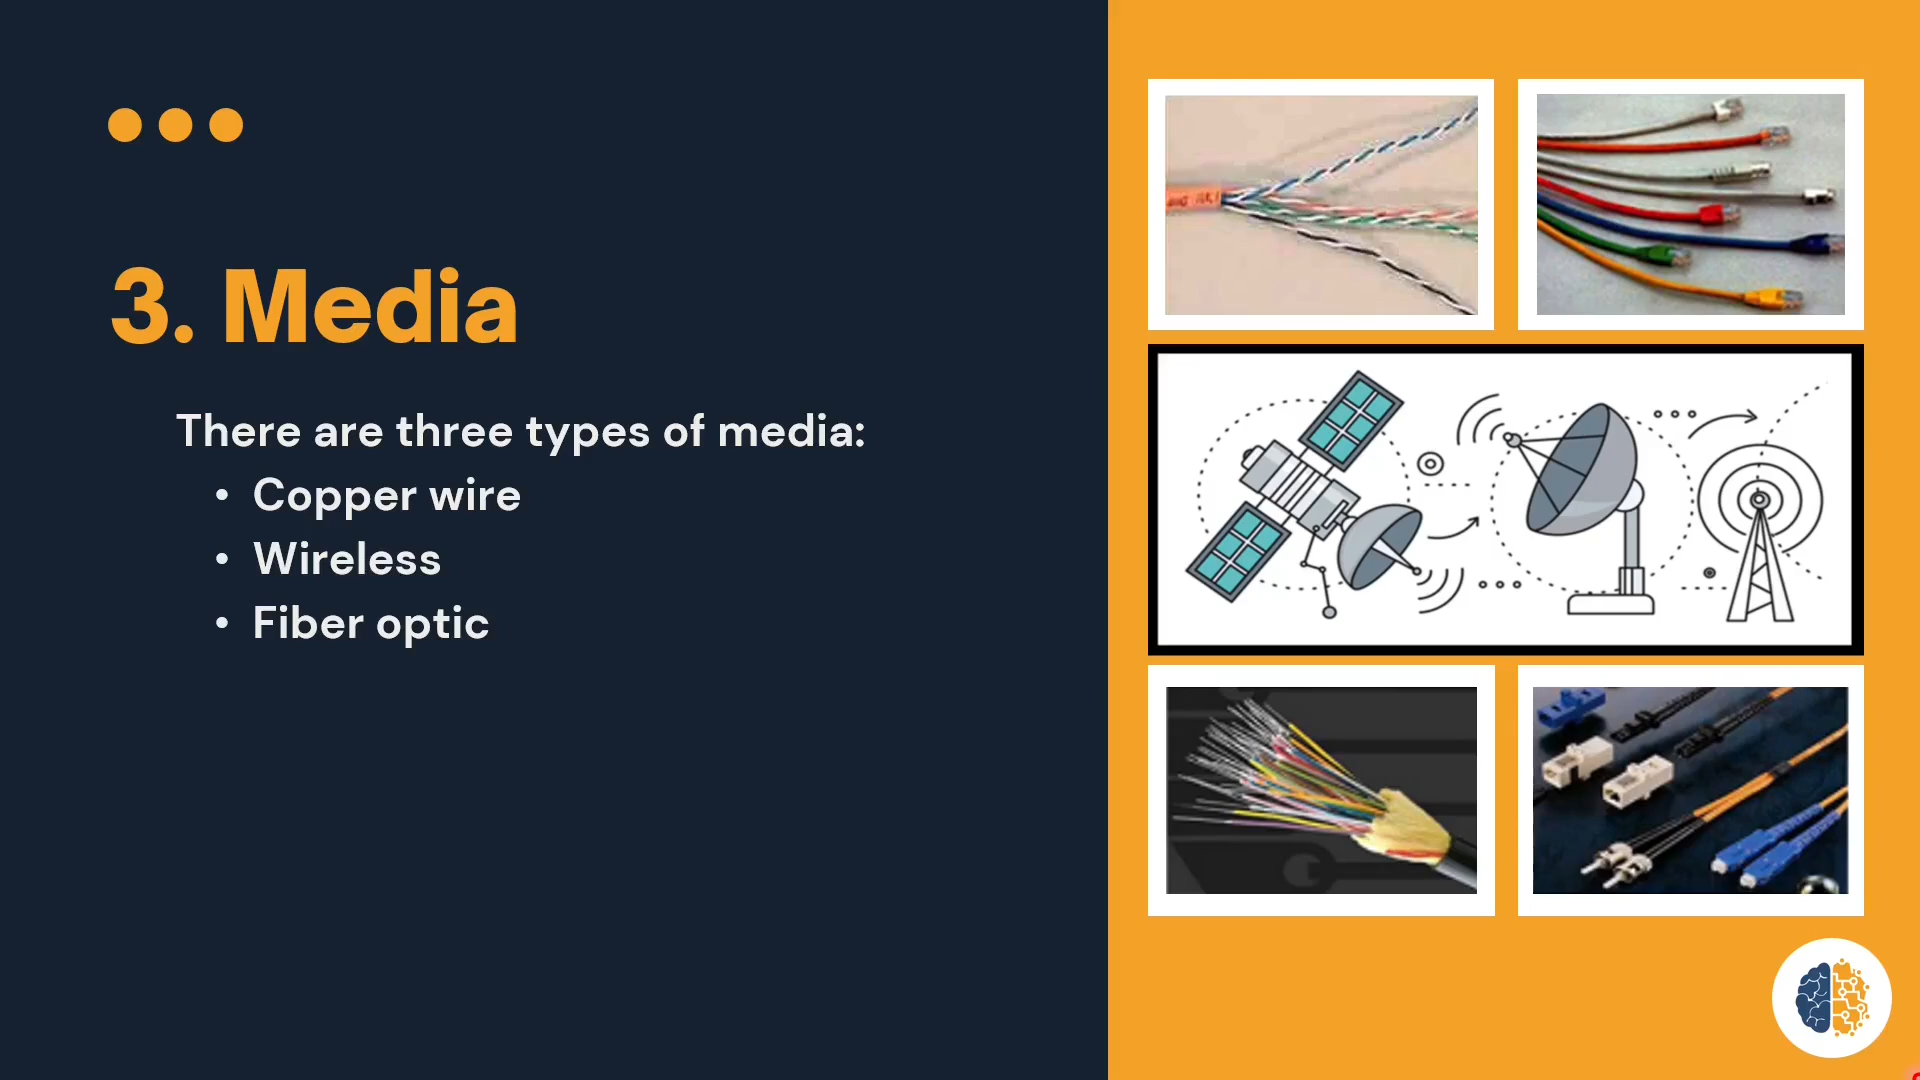 3. Media
There are three types of media:
• Copper wire
• Wireless
• Fiber optic